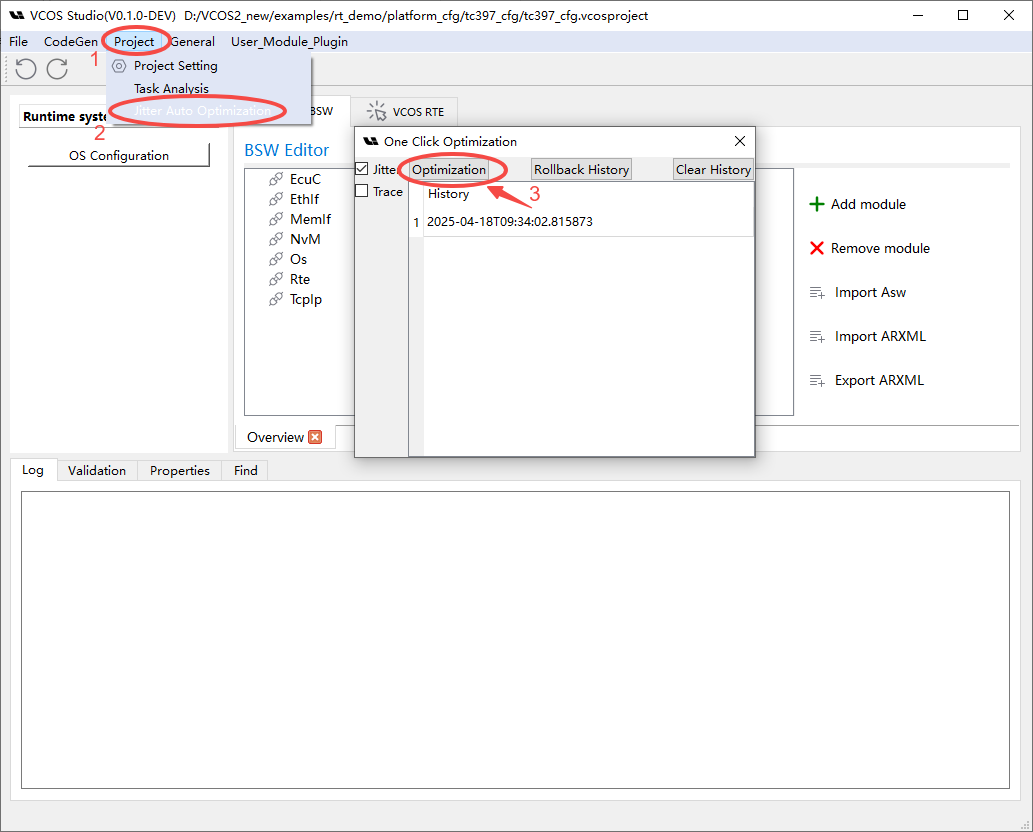 VCOS Studio(V0.1.0-DEV) D:/VCOS2_new/examples/rt_demo/platform_cfg/tc397_cfg/tc397_cfg.vcosproject
File CodeGen Project General User_Module_Plugin
1
Project Setting
Task Analysis
Jitter Auto Optimization
2
Runtime syste
OS Configuration
BSW
VCOS RTE
BSW Editor
EcuC
EthIf
MemIf
NvM
Os
Rte
TcpIp
One Click Optimization
Jitter Optimization Rollback History Clear History
Trace
3
History
1 2025-04-18T09:34:02.815873
Add module
Remove module
Import Asw
Import ARXML
Export ARXML
Overview
Log Validation Properties Find